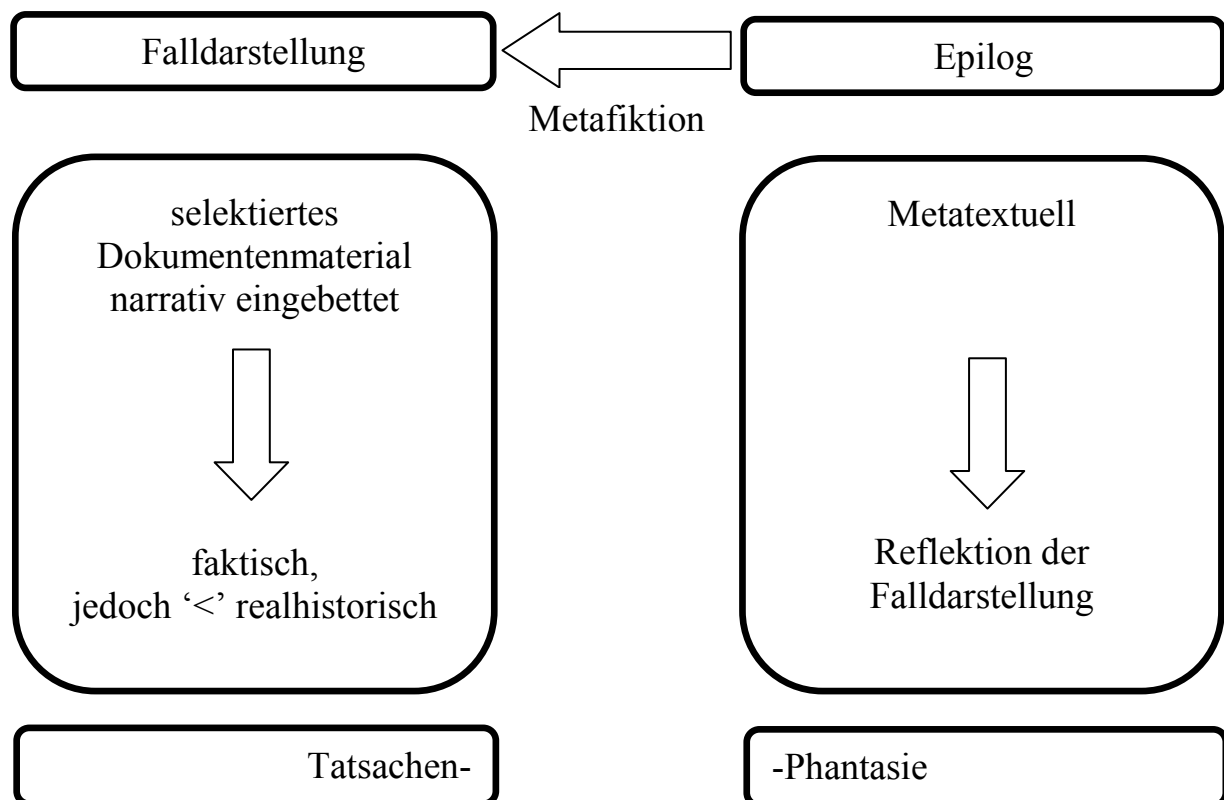 Falldarstellung
Epilog
Metafiktion
selektiertes
Dokumentenmaterial
narrativ eingebettet
faktisch,
jedoch ‘<’ realhistorisch
Metatextuell
Reflektion der
Falldarstellung
Tatsachen-
-Phantasie